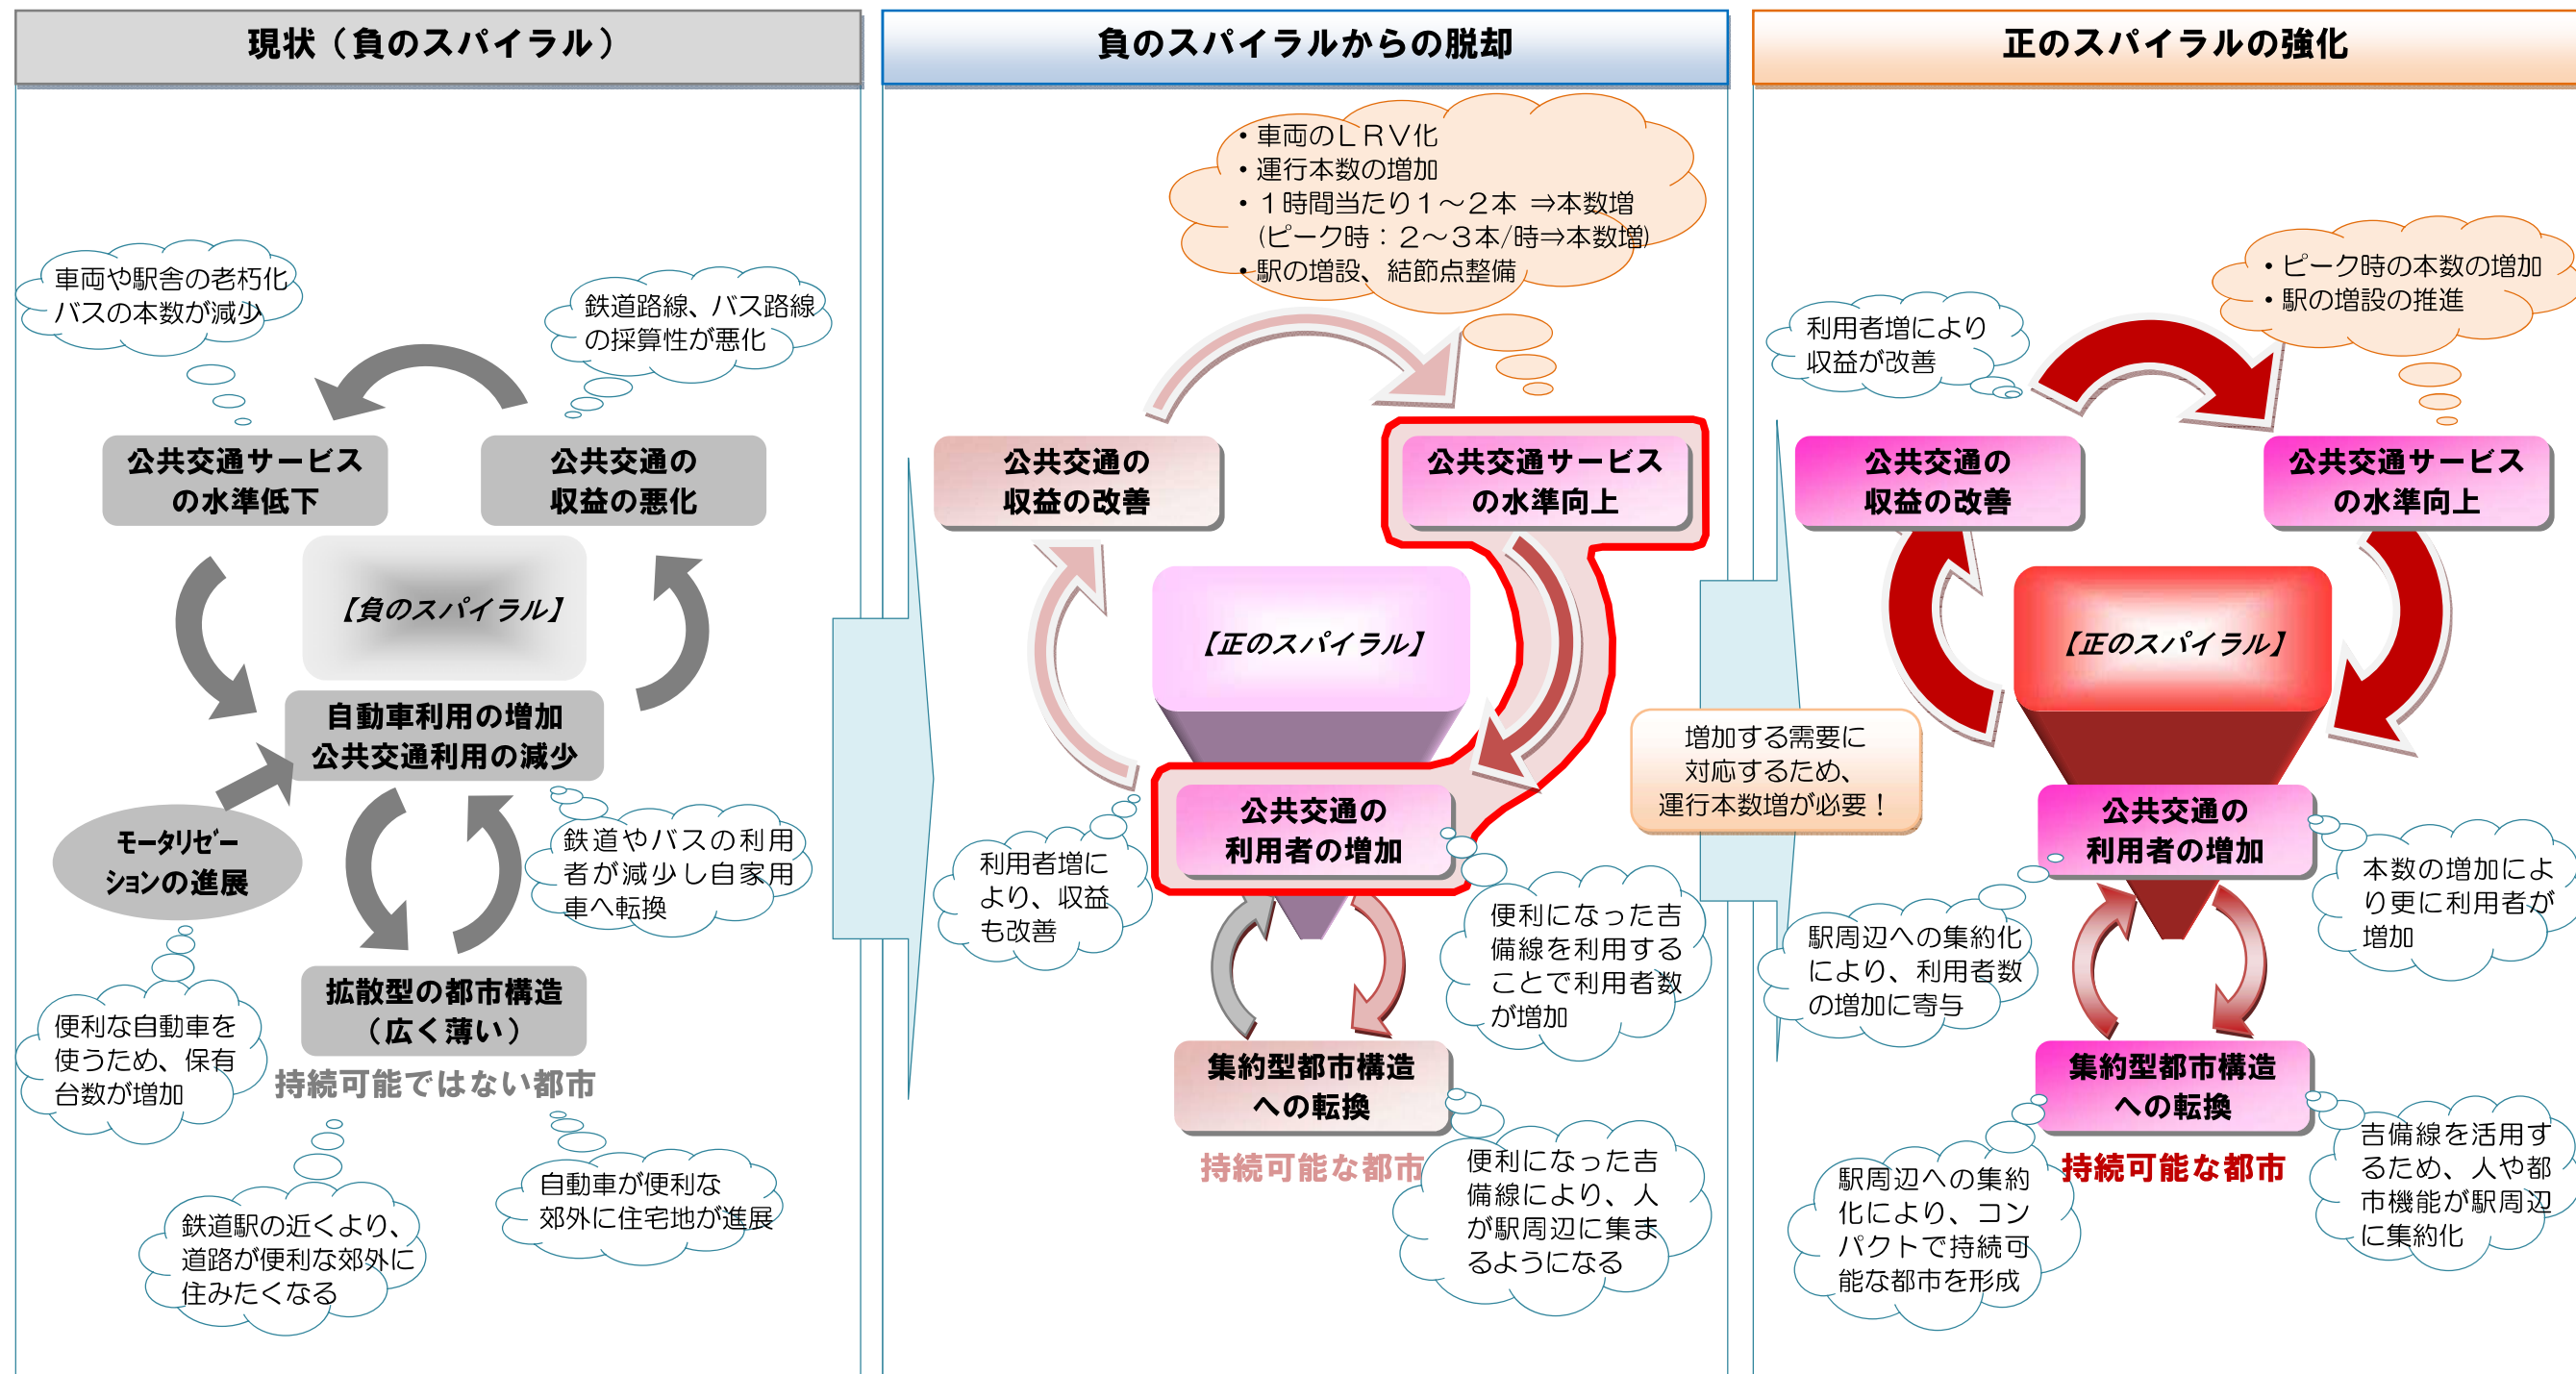 現状（負のスパイラル）
車両や駅舎の老朽化
バスの本数が減少
鉄道路線、バス路線
の採算性が悪化
公共交通サービス
の水準低下
公共交通の
収益の悪化
【負のスパイラル】
自動車利用の増加
公共交通利用の減少
ﾓｰﾀﾘｾﾞｰ
ｼｮﾝの進展
鉄道やバスの利用
者が減少し自家用
車へ転換
拡散型の都市構造
（広く薄い）
持続可能ではない都市
便利な自動車を
使うため、保有
台数が増加
自動車が便利な
郊外に住宅地が進展
鉄道駅の近くより、
道路が便利な郊外に
住みたくなる
負のスパイラルからの脱却
・車両のＬＲＶ化
・運行本数の増加
・１時間当たり１～２本 ⇒本数増
(ピーク時：２～３本/時⇒本数増)
・駅の増設、結節点整備
公共交通の
収益の改善
公共交通サービス
の水準向上
【正のスパイラル】
公共交通の
利用者の増加
利用者増に
より、収益
も改善
便利になった吉
備線を利用する
ことで利用者数
が増加
集約型都市構造
への転換
持続可能な都市
便利になった吉
備線により、人
が駅周辺に集ま
るようになる
増加する需要に
対応するため、
運行本数増が必要！
正のスパイラルの強化
・ピーク時の本数の増加
・駅の増設の推進
利用者増により
収益が改善
公共交通の
収益の改善
公共交通サービス
の水準向上
【正のスパイラル】
公共交通の
利用者の増加
本数の増加によ
り更に利用者が
増加
駅周辺への集約化
により、利用者数
の増加に寄与
集約型都市構造
への転換
持続可能な都市
駅周辺への集約
化により、コン
パクトで持続可
能な都市を形成
吉備線を活用す
るため、人や都
市機能が駅周辺
に集約化